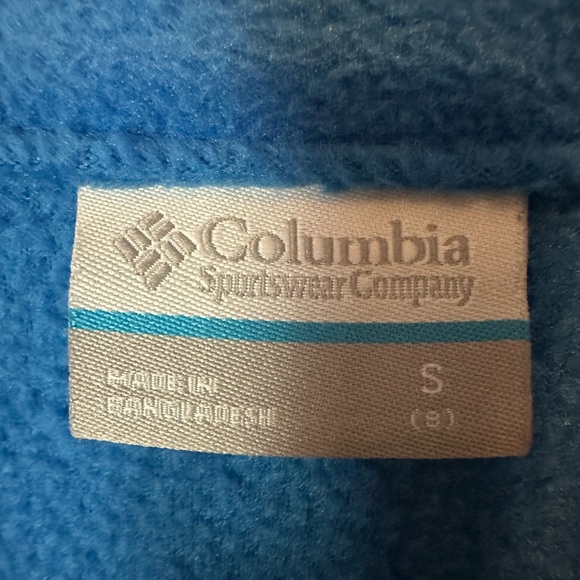 Columbia
Sportswear Company
MADE IN
BANGLADESH
S
(8)